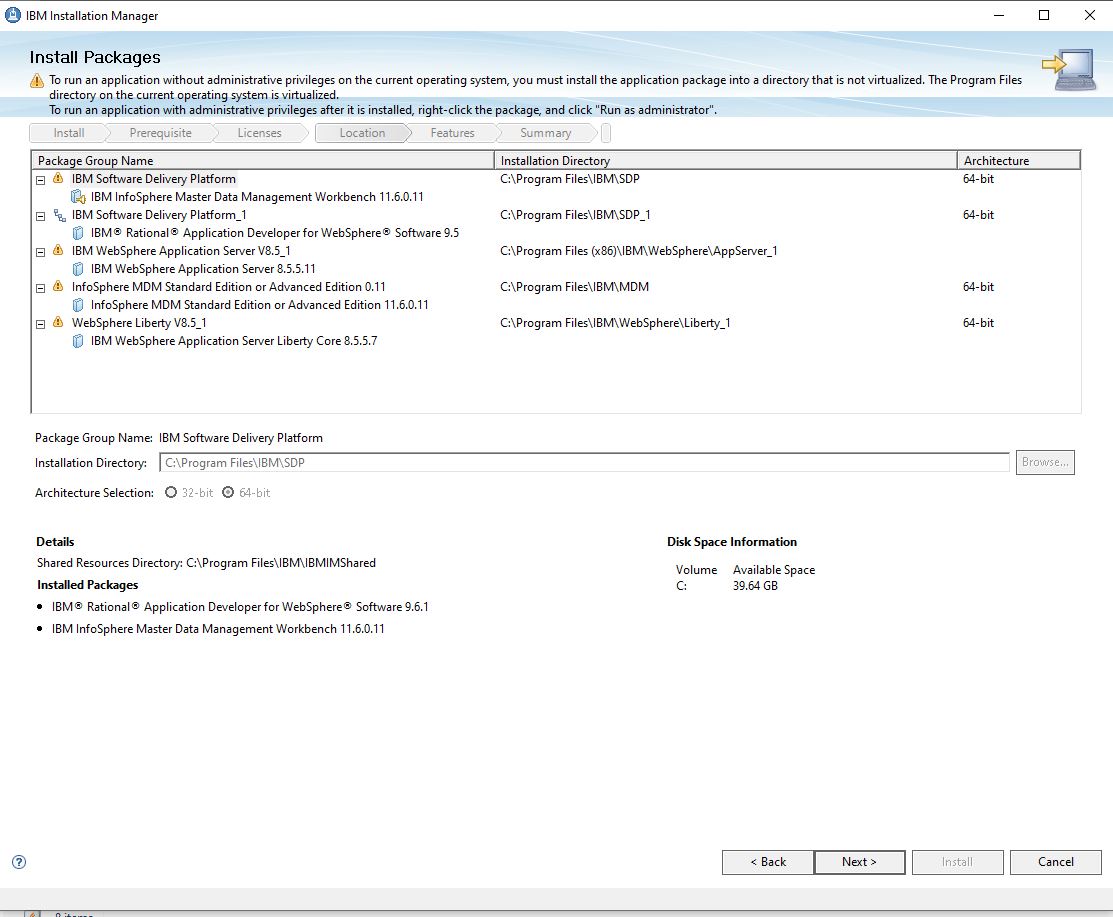 IBM Installation Manager
Install Packages
To run an application without administrative privileges on the current operating system, you must install the application package into a directory that is not virtualized. The Program Files
directory on the current operating system is virtualized.
To run an application with administrative privileges after it is installed, right-click the package, and click "Run as administrator".
Install Prerequisite Licenses Location Features Summary
Package Group Name Installation Directory Architecture
IBM Software Delivery Platform C:\Program Files\IBM\SDP 64-bit
IBM InfoSphere Master Data Management Workbench 11.6.0.11
IBM Software Delivery Platform_1 C:\Program Files\IBM\SDP_1 64-bit
IBM® Rational® Application Developer for WebSphere® Software 9.5
IBM WebSphere Application Server V8.5_1 C:\Program Files (x86)\IBM\WebSphere\AppServer_1
IBM WebSphere Application Server 8.5.5.11
InfoSphere MDM Standard Edition or Advanced Edition 0.11 C:\Program Files\IBM\MDM 64-bit
InfoSphere MDM Standard Edition or Advanced Edition 11.6.0.11
WebSphere Liberty V8.5_1 C:\Program Files\IBM\WebSphere\Liberty_1 64-bit
IBM WebSphere Application Server Liberty Core 8.5.5.7
Package Group Name: IBM Software Delivery Platform
Installation Directory: C:\Program Files\IBM\SDP Browse...
Architecture Selection: 32-bit 64-bit
Details
Shared Resources Directory: C:\Program Files\IBM\IBMIMShared
Installed Packages
• IBM® Rational® Application Developer for WebSphere® Software 9.6.1
• IBM InfoSphere Master Data Management Workbench 11.6.0.11
Disk Space Information
Volume Available Space
C: 39.64 GB
? < Back Next > Install Cancel
8 items